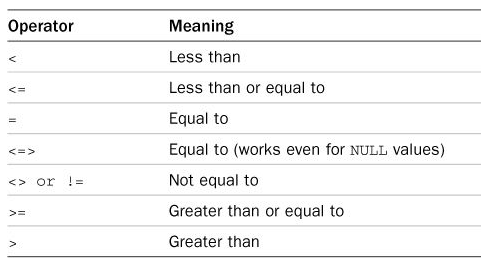 Operator Meaning
< Less than
<= Less than or equal to
= Equal to
<=> Equal to (works even for NULL values)
<> or != Not equal to
>= Greater than or equal to
> Greater than